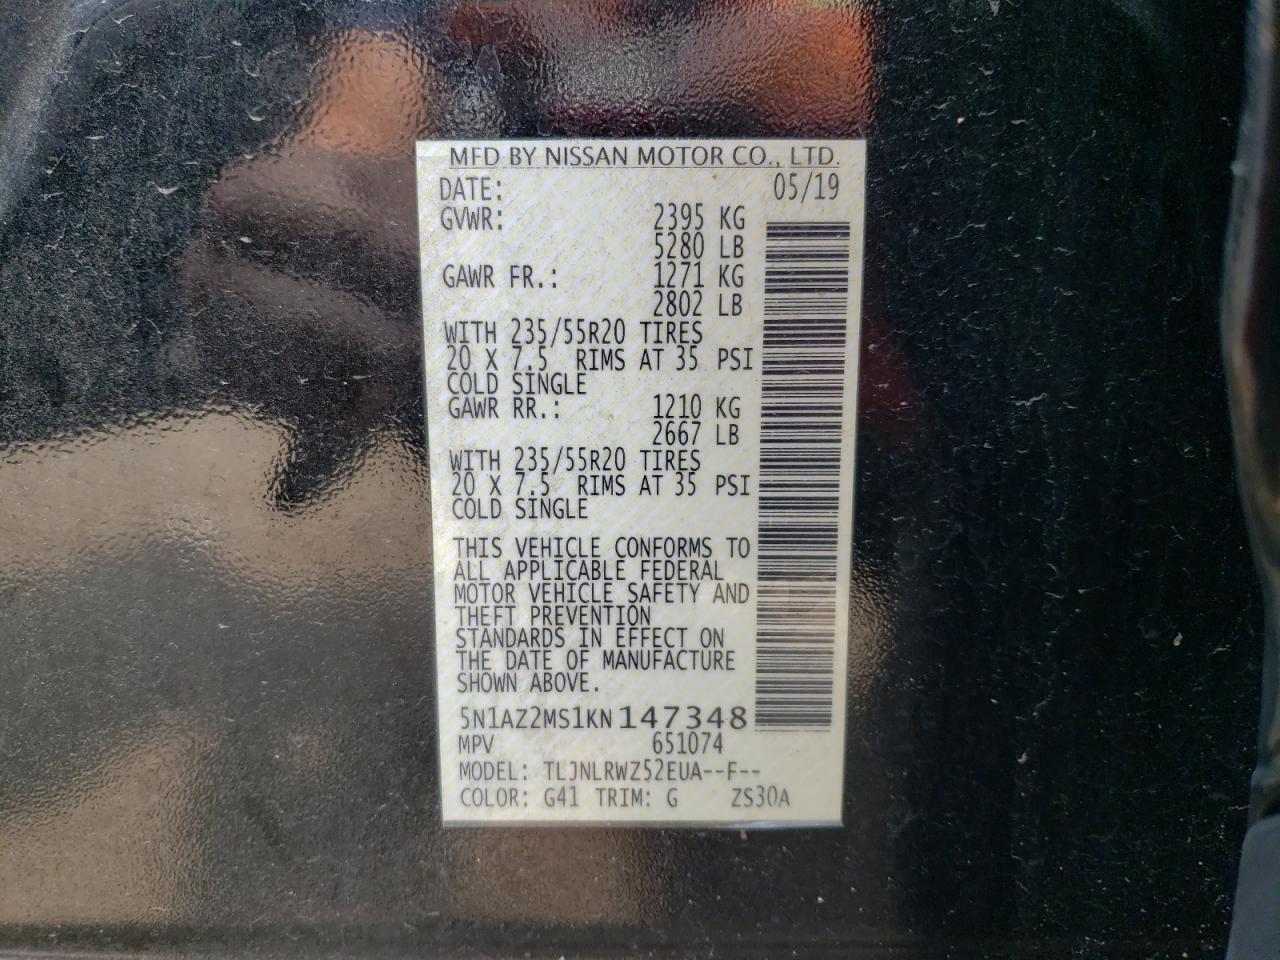 MFD BY NISSAN MOTOR CO., LTD.
DATE: 05/19
GVWR: 2395 KG
5280 LB
GAWR FR.: 1271 KG
2802 LB
WITH 235/55R20 TIRES
20 X 7.5 RIMS AT 35 PSI
COLD SINGLE
GAWR RR.: 1210 KG
2667 LB
WITH 235/55R20 TIRES
20 X 7.5 RIMS AT 35 PSI
COLD SINGLE
THIS VEHICLE CONFORMS TO
ALL APPLICABLE FEDERAL
MOTOR VEHICLE SAFETY AND
THEFT PREVENTION
STANDARDS IN EFFECT ON
THE DATE OF MANUFACTURE
SHOWN ABOVE.
5N1AZ2MS1KN147348
MPV 651074
MODEL: TLJNLRWZ52EUA--F--
COLOR: G41 TRIM: G ZS30A